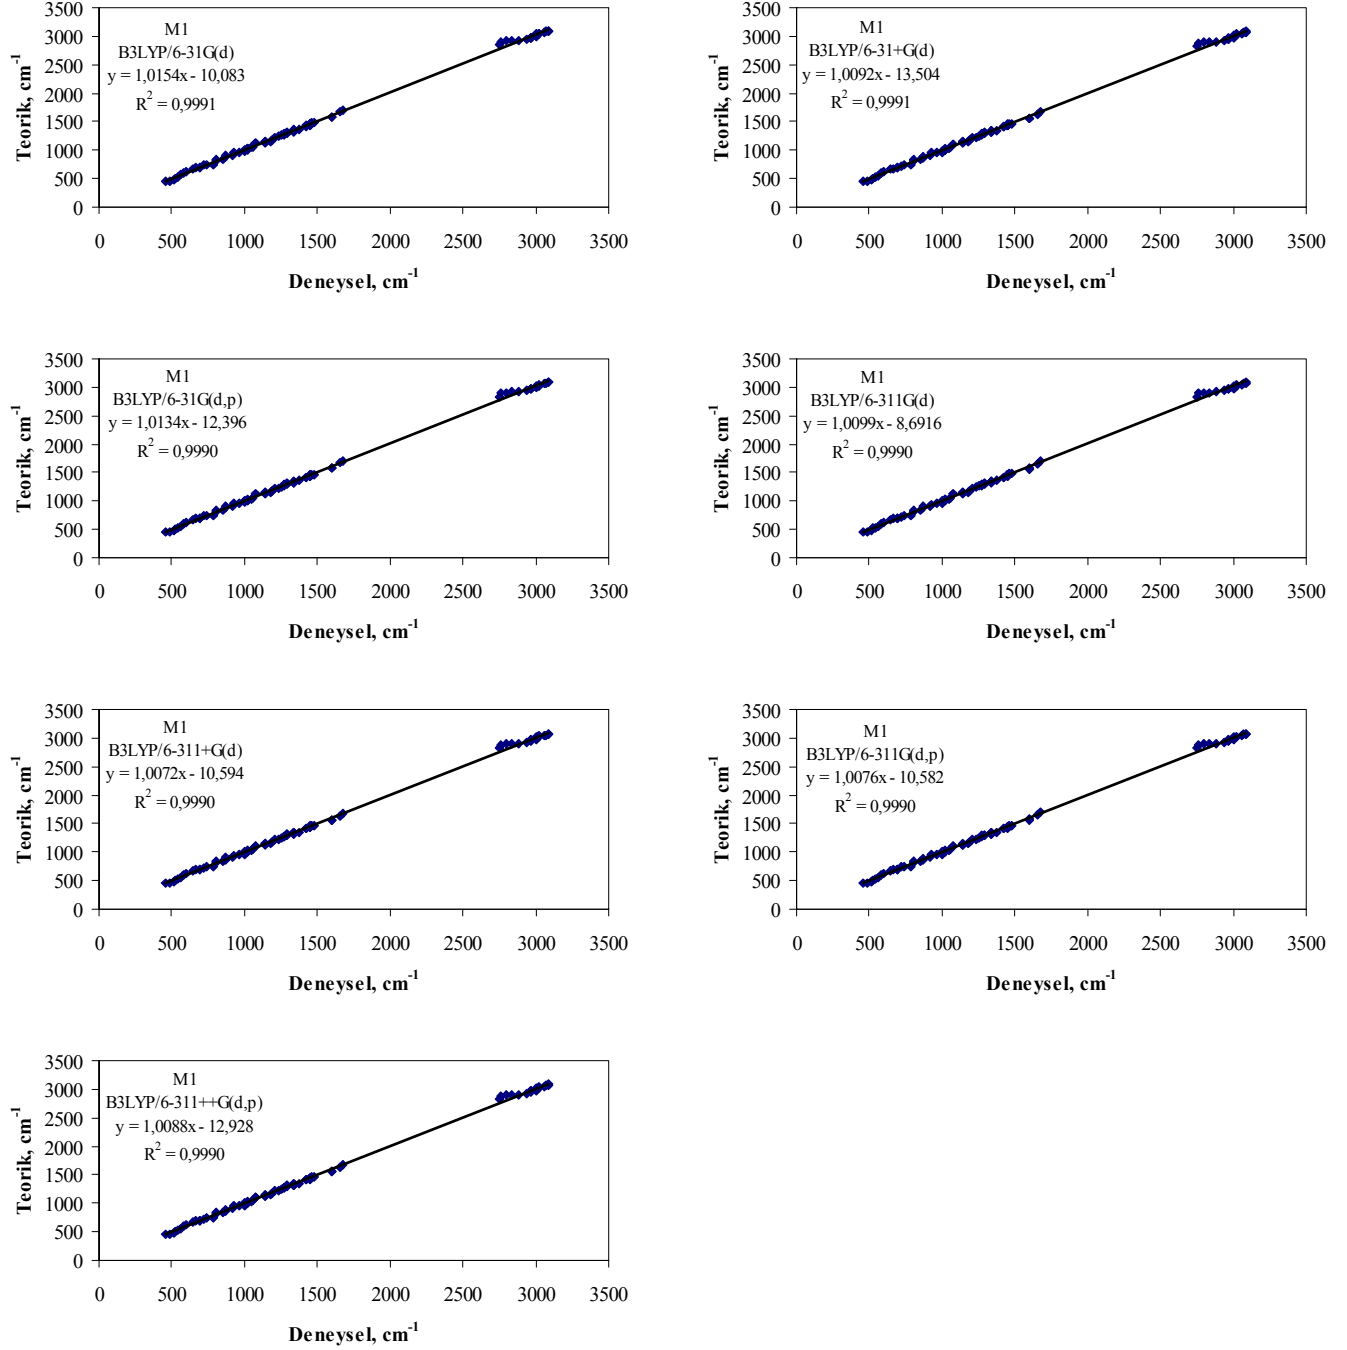 3500
3000
2500
2000
1500
1000
500
0
Teorik, cm-1
M1
B3LYP/6-31G(d)
y = 1,0154x - 10,083
R2 = 0,9991
0 500 1000 1500 2000 2500 3000 3500
Deneysel, cm-1
3500
3000
2500
2000
1500
1000
500
0
Teorik, cm-1
M1
B3LYP/6-31+G(d)
y = 1,0092x - 13,504
R2 = 0,9991
0 500 1000 1500 2000 2500 3000 3500
Deneysel, cm-1
3500
3000
2500
2000
1500
1000
500
0
Teorik, cm-1
M1
B3LYP/6-31G(d,p)
y = 1,0134x - 12,396
R2 = 0,9990
0 500 1000 1500 2000 2500 3000 3500
Deneysel, cm-1
3500
3000
2500
2000
1500
1000
500
0
Teorik, cm-1
M1
B3LYP/6-311G(d)
y = 1,0099x - 8,6916
R2 = 0,9990
0 500 1000 1500 2000 2500 3000 3500
Deneysel, cm-1
3500
3000
2500
2000
1500
1000
500
0
Teorik, cm-1
M1
B3LYP/6-311+G(d)
y = 1,0072x - 10,594
R2 = 0,9990
0 500 1000 1500 2000 2500 3000 3500
Deneysel, cm-1
3500
3000
2500
2000
1500
1000
500
0
Teorik, cm-1
M1
B3LYP/6-311G(d,p)
y = 1,0076x - 10,582
R2 = 0,9990
0 500 1000 1500 2000 2500 3000 3500
Deneysel, cm-1
3500
3000
2500
2000
1500
1000
500
0
Teorik, cm-1
M1
B3LYP/6-311++G(d,p)
y = 1,0088x - 12,928
R2 = 0,9990
0 500 1000 1500 2000 2500 3000 3500
Deneysel, cm-1